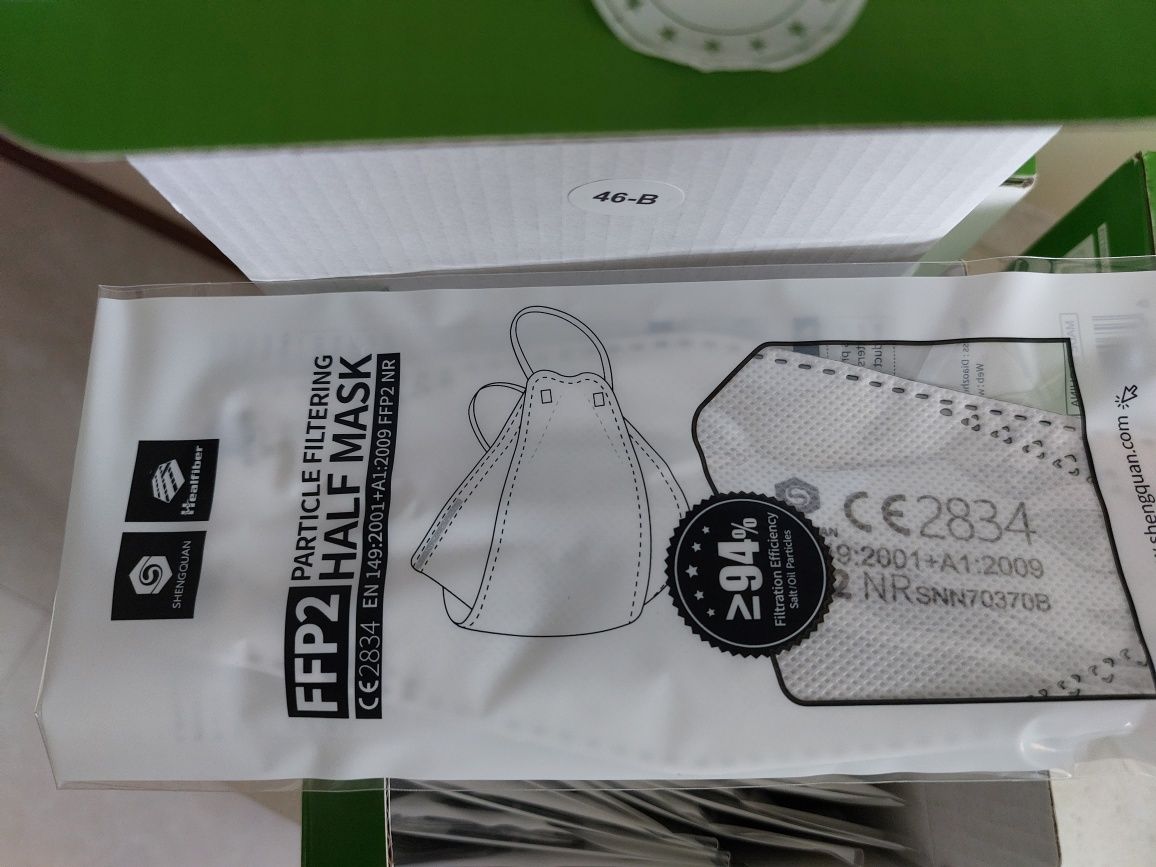 46-B
SHENGQUAN
Healfiber
FFP2 PARTICLE FILTERING
HALF MASK
CE2834 EN 149:2001+A1:2009 FFP2 NR
≥94%
Filtration Efficiency
Salt/Oil Particles
CE2834
9:2001+A1:2009
2 NR SNN70370B
shengquan.com